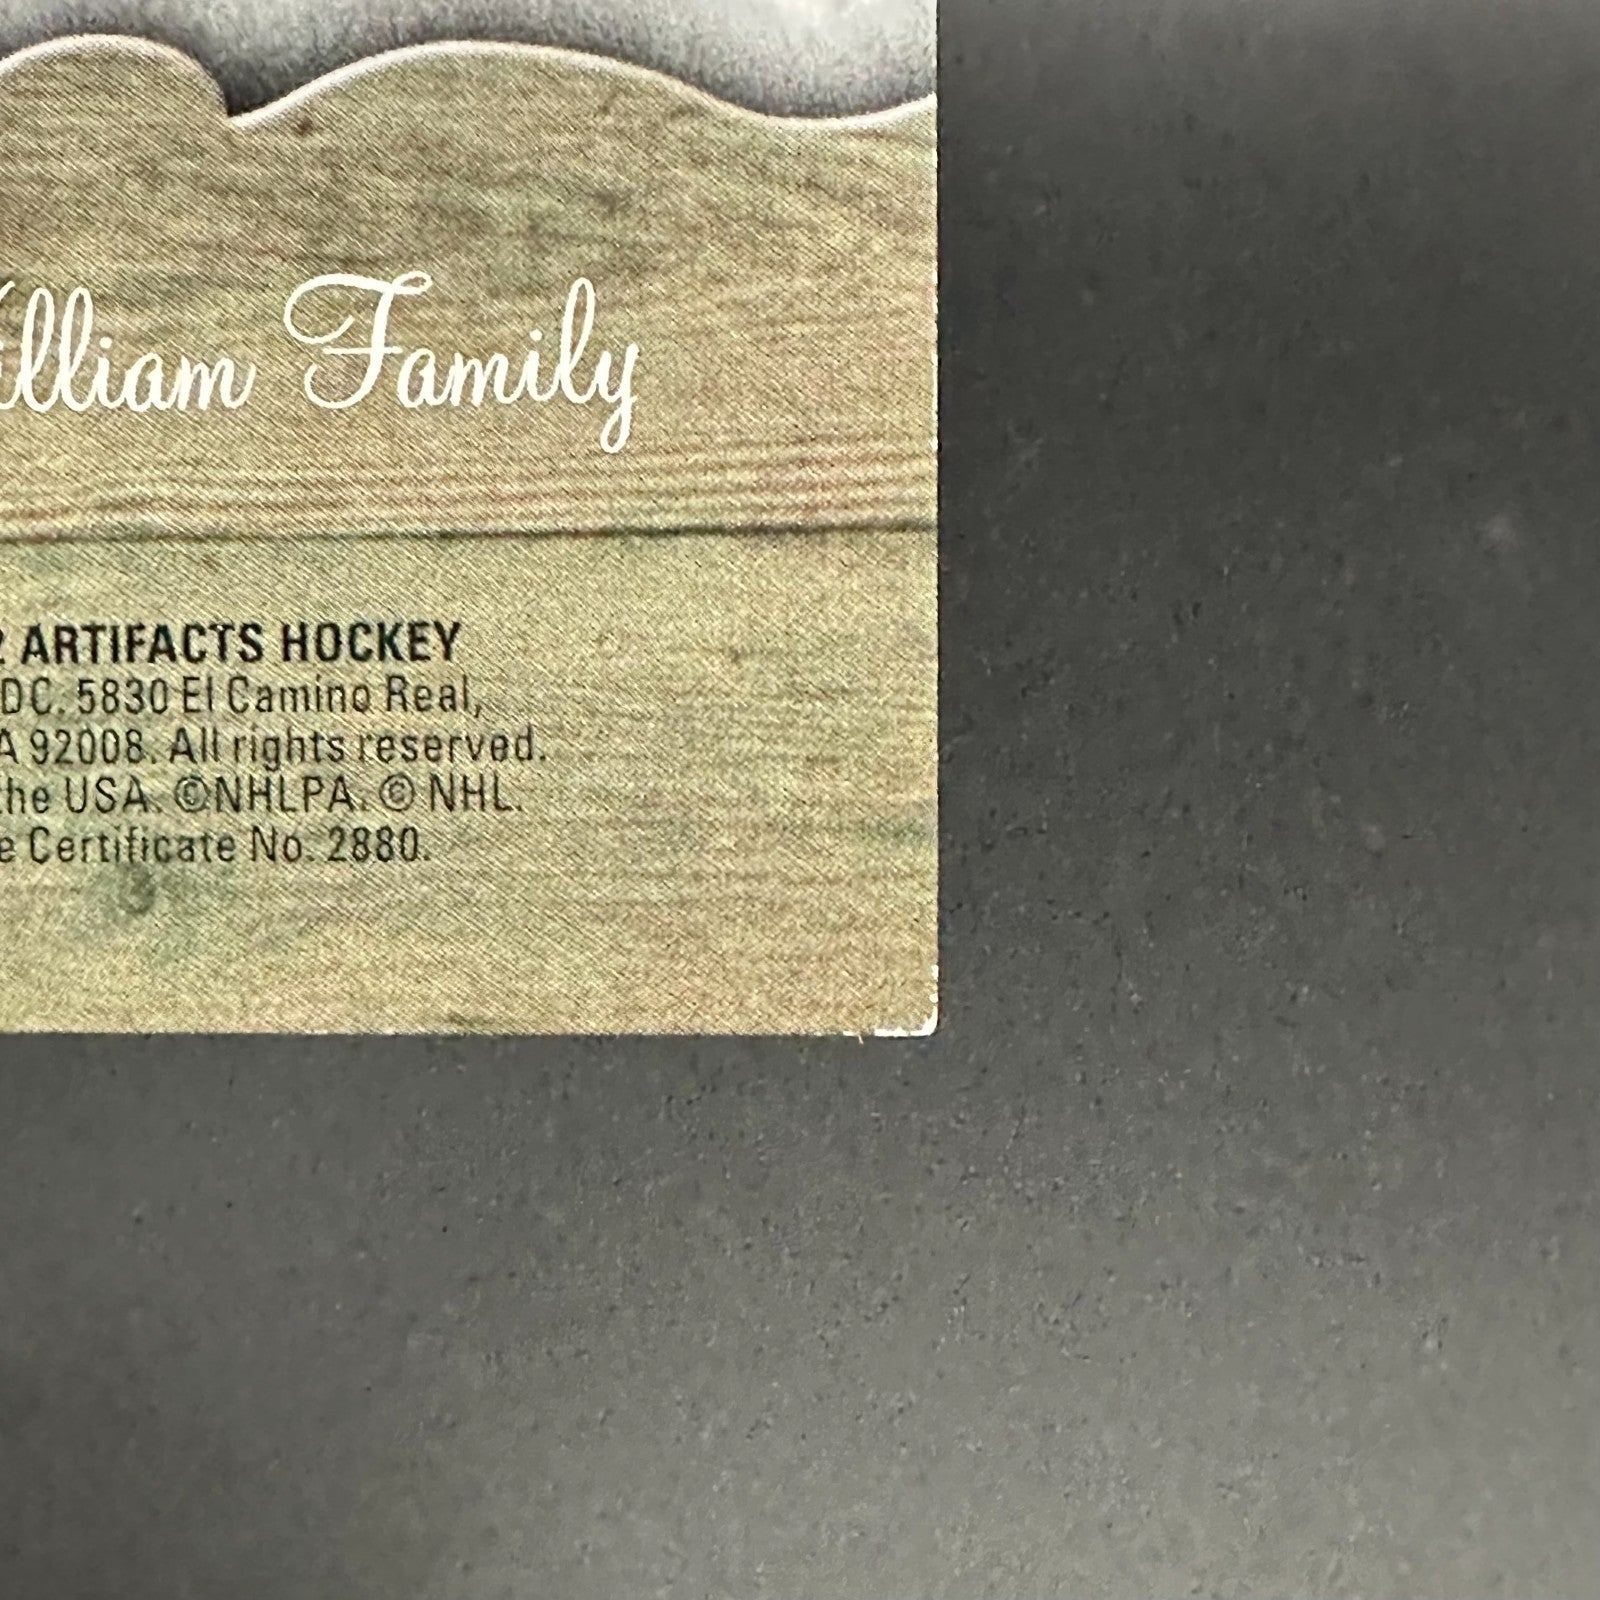 illiam Family
2 ARTIFACTS HOCKEY
DC. 5830 El Camino Real,
A 92008. All rights reserved.
the USA. ©NHLPA. © NHL.
e Certificate No. 2880.